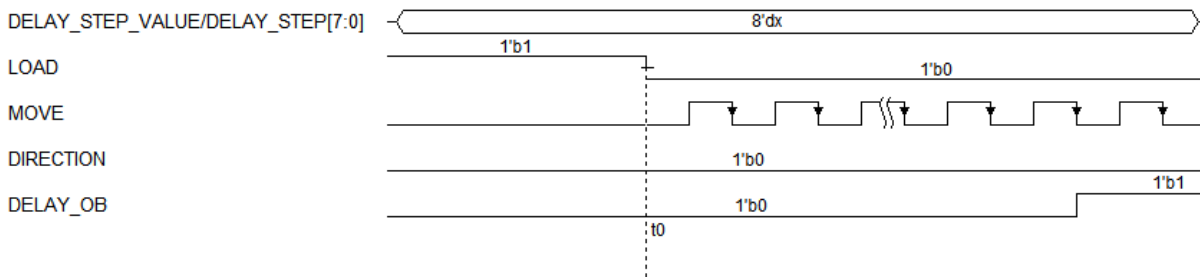 DELAY_STEP_VALUE/DELAY_STEP[7:0] 8'dx
1'b1
LOAD 1'b0
MOVE
DIRECTION 1'b0
1'b1
DELAY_OB 1'b0
t0